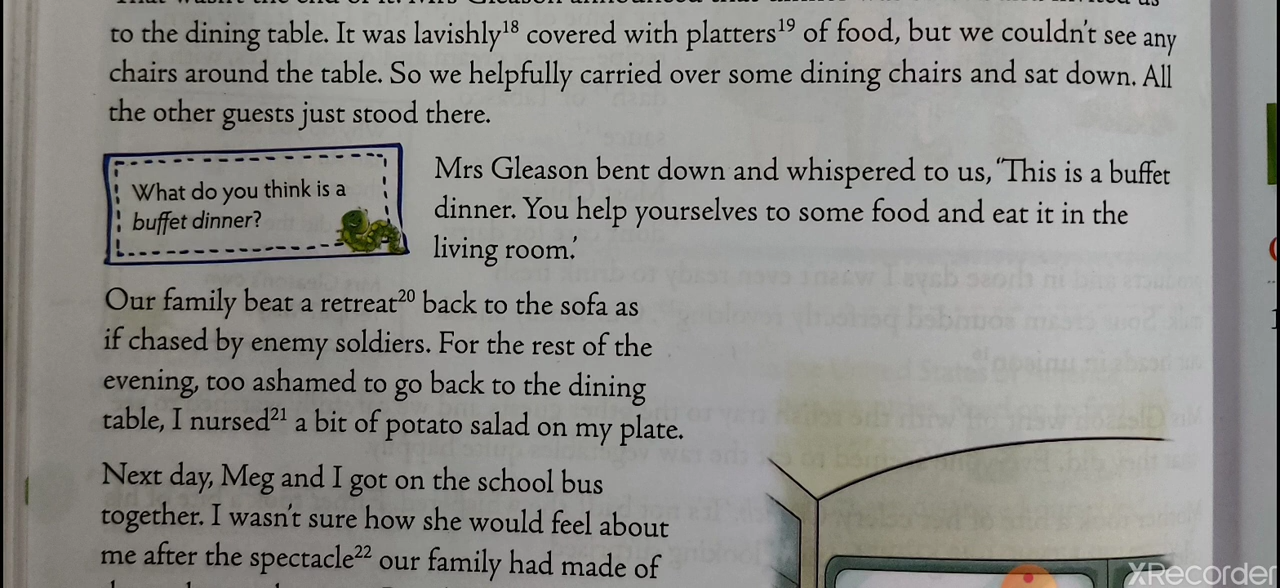 to the dining table. It was lavishly¹⁸ covered with platters¹⁹ of food, but we couldn't see any
chairs around the table. So we helpfully carried over some dining chairs and sat down. All
the other guests just stood there.
What do you think is a
buffet dinner?
Mrs Gleason bent down and whispered to us, 'This is a buffet
dinner. You help yourselves to some food and eat it in the
living room.'
Our family beat a retreat²⁰ back to the sofa as
if chased by enemy soldiers. For the rest of the
evening, too ashamed to go back to the dining
table, I nursed²¹ a bit of potato salad on my plate.
Next day, Meg and I got on the school bus
together. I wasn't sure how she would feel about
me after the spectacle²² our family had made of
XRecorder